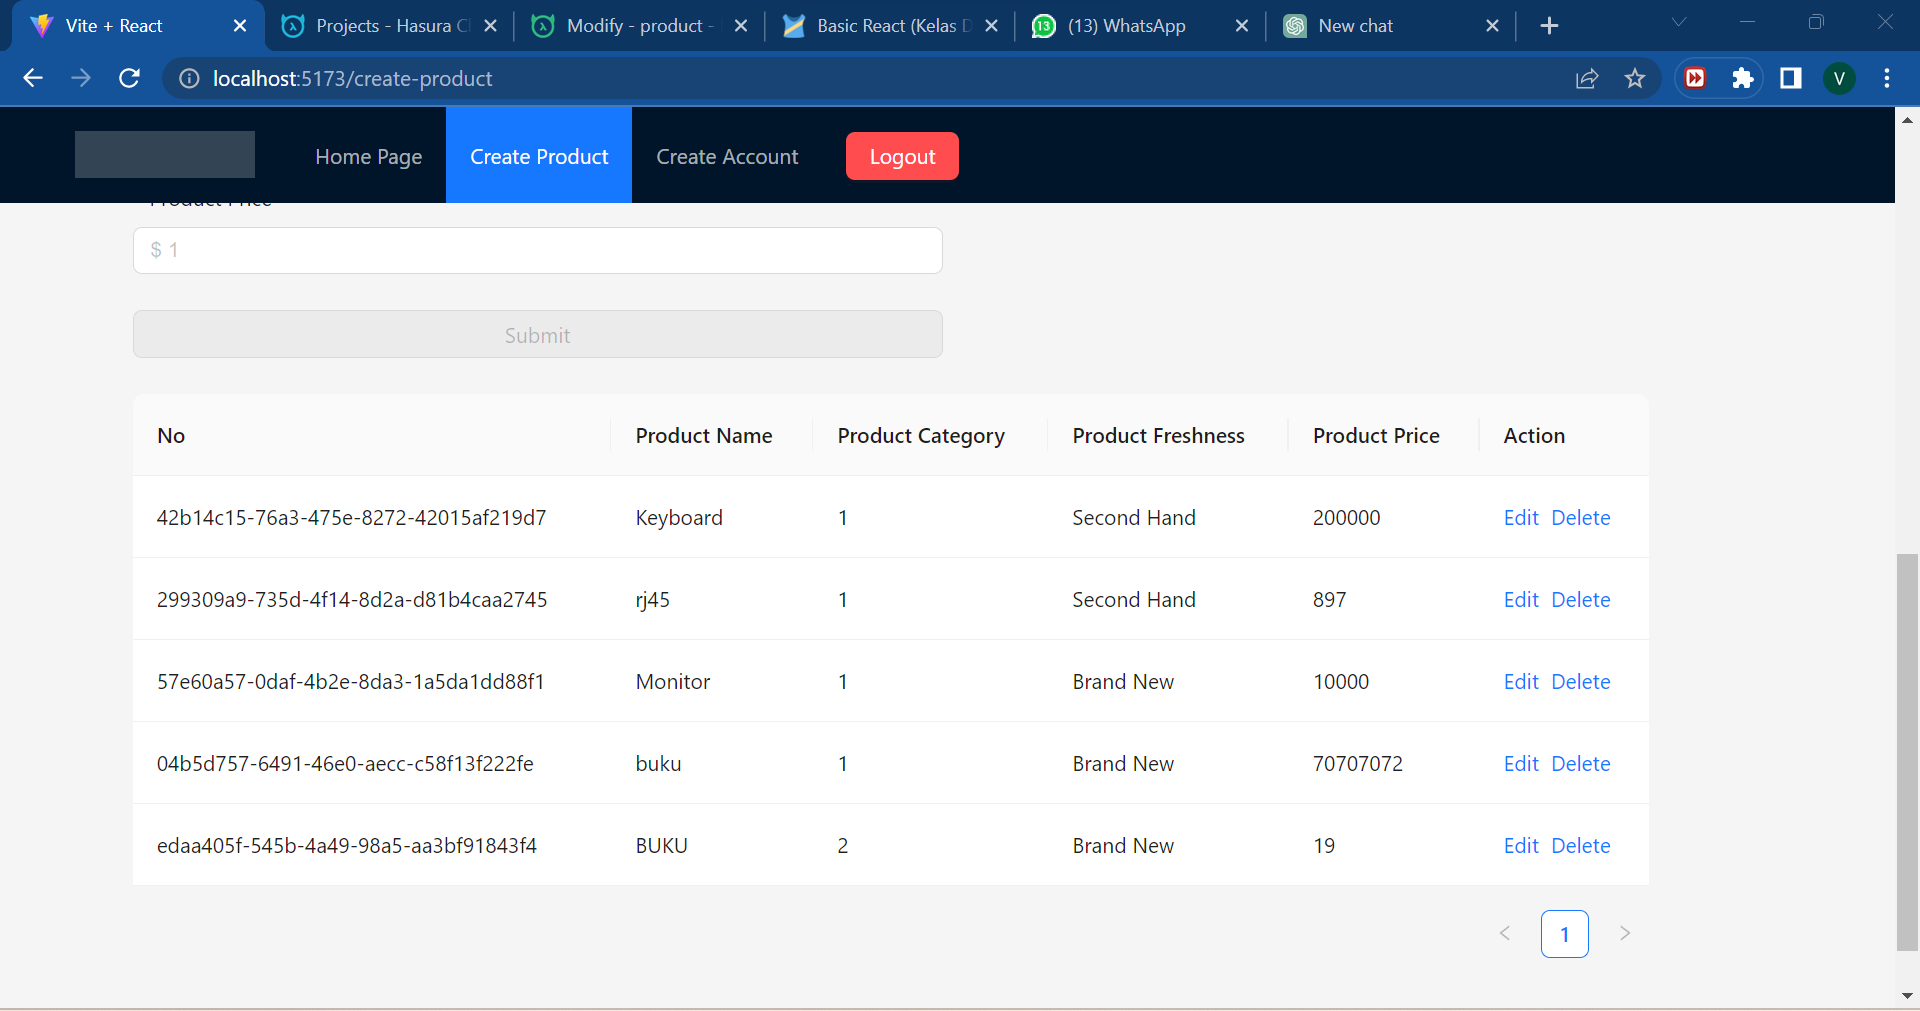 Vite + React
Projects - Hasura Cl
Modify - product -
Basic React (Kelas D
13
(13) WhatsApp
New chat
localhost:5173/create-product
V
Home Page
Create Product
Create Account
Logout
Product Price
$ 1
Submit
No Product Name Product Category Product Freshness Product Price Action
42b14c15-76a3-475e-8272-42015af219d7 Keyboard 1 Second Hand 200000 Edit Delete
299309a9-735d-4f14-8d2a-d81b4caa2745 rj45 1 Second Hand 897 Edit Delete
57e60a57-0daf-4b2e-8da3-1a5da1dd88f1 Monitor 1 Brand New 10000 Edit Delete
04b5d757-6491-46e0-aecc-c58f13f222fe buku 1 Brand New 70707072 Edit Delete
edaa405f-545b-4a49-98a5-aa3bf91843f4 BUKU 2 Brand New 19 Edit Delete
1